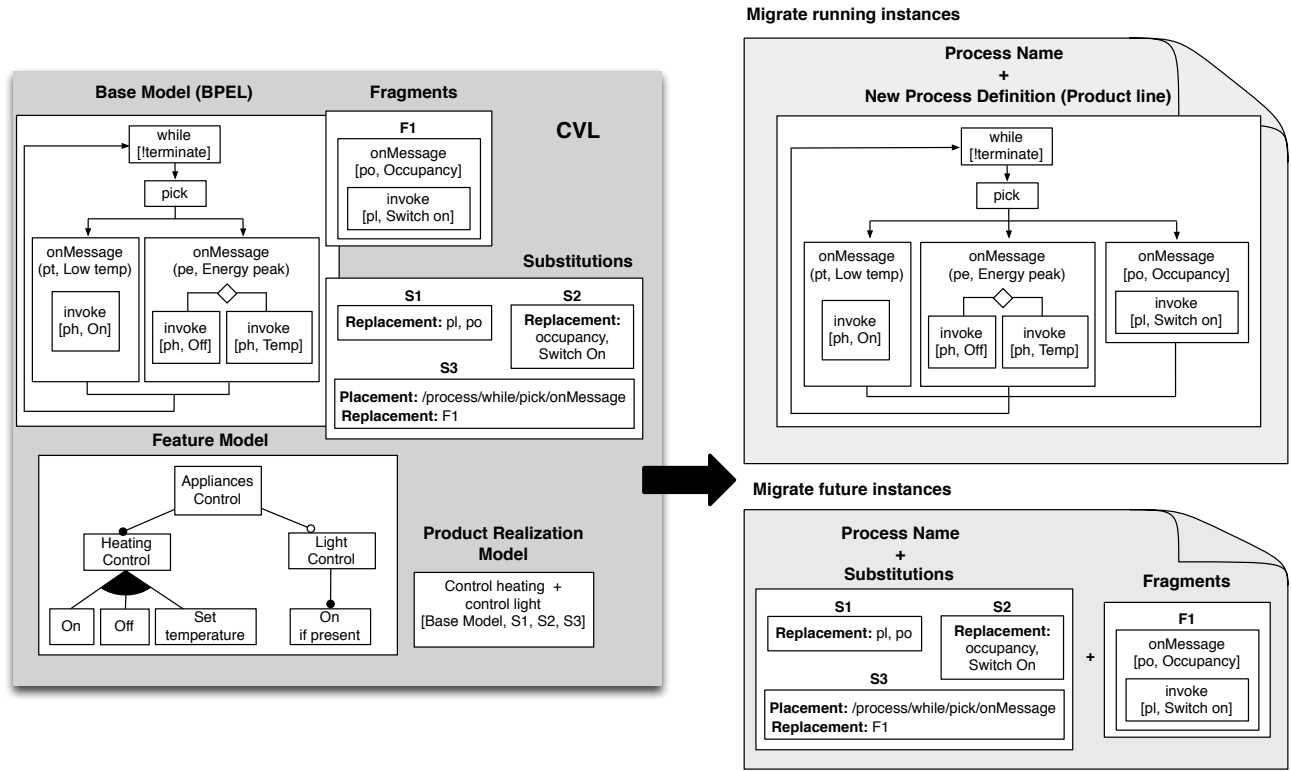 Base Model (BPEL)
while
[!terminate]
pick
onMessage
(pt, Low temp)
invoke
[ph, On]
onMessage
(pe, Energy peak)
invoke
[ph, Off]
invoke
[ph, Temp]
Fragments
F1
onMessage
[po, Occupancy]
invoke
[pl, Switch on]
CVL
Substitutions
S1
Replacement: pl, po
S2
Replacement:
occupancy,
Switch On
S3
Placement: /process/while/pick/onMessage
Replacement: F1
Feature Model
Appliances
Control
Heating
Control
Light
Control
On
Off
Set
temperature
On
if present
Product Realization
Model
Control heating +
control light
[Base Model, S1, S2, S3]
Migrate running instances
Process Name
+
New Process Definition (Product line)
while
[!terminate]
pick
onMessage
(pt, Low temp)
invoke
[ph, On]
onMessage
(pe, Energy peak)
invoke
[ph, Off]
invoke
[ph, Temp]
onMessage
[po, Occupancy]
invoke
[pl, Switch on]
Migrate future instances
Process Name
+
Substitutions
S1
Replacement: pl, po
S2
Replacement:
occupancy,
Switch On
S3
Placement: /process/while/pick/onMessage
Replacement: F1
+
Fragments
F1
onMessage
[po, Occupancy]
invoke
[pl, Switch on]